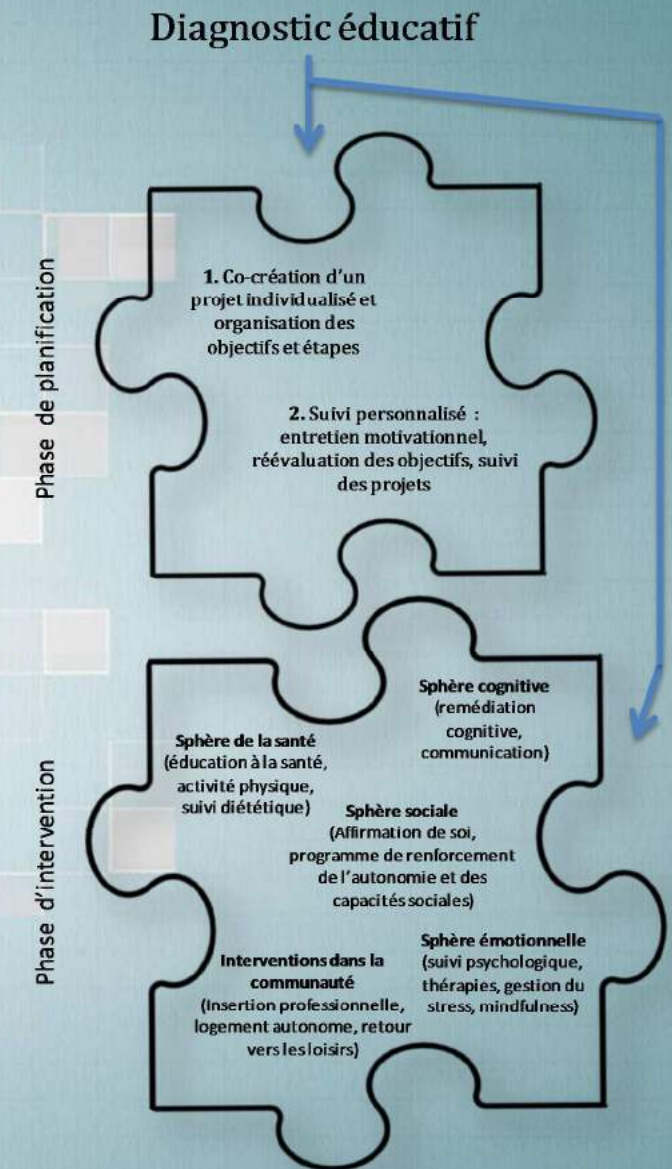 Diagnostic éducatif
Phase de planification
1. Co-création d'un
projet individualisé et
organisation des
objectifs et étapes
2. Suivi personnalisé :
entretien motivationnel,
réévaluation des objectifs, suivi
des projets
Phase d'intervention
Sphère cognitive
(remédiation
cognitive,
communication)
Sphère de la santé
(éducation à la santé,
activité physique,
suivi diététique)
Sphère sociale
(Affirmation de soi,
programme de renforcement
de l'autonomie et des
capacités sociales)
Sphère émotionnelle
(suivi psychologique,
thérapies, gestion du
stress, mindfulness)
Interventions dans la
communauté
(Insertion professionnelle,
logement autonome, retour
vers les loisirs)